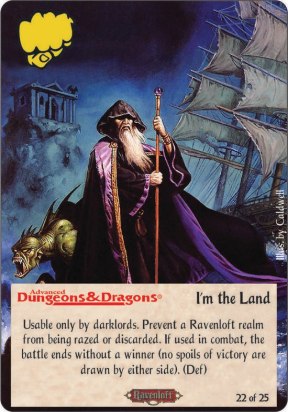 Illus. by Caldwell
Advanced
Dungeons & Dragons®
I'm the Land
Usable only by darklords. Prevent a Ravenloft realm
from being razed or discarded. If used in combat, the
battle ends without a winner (no spoils of victory are
drawn by either side). (Def)
Ravenloft
22 of 25